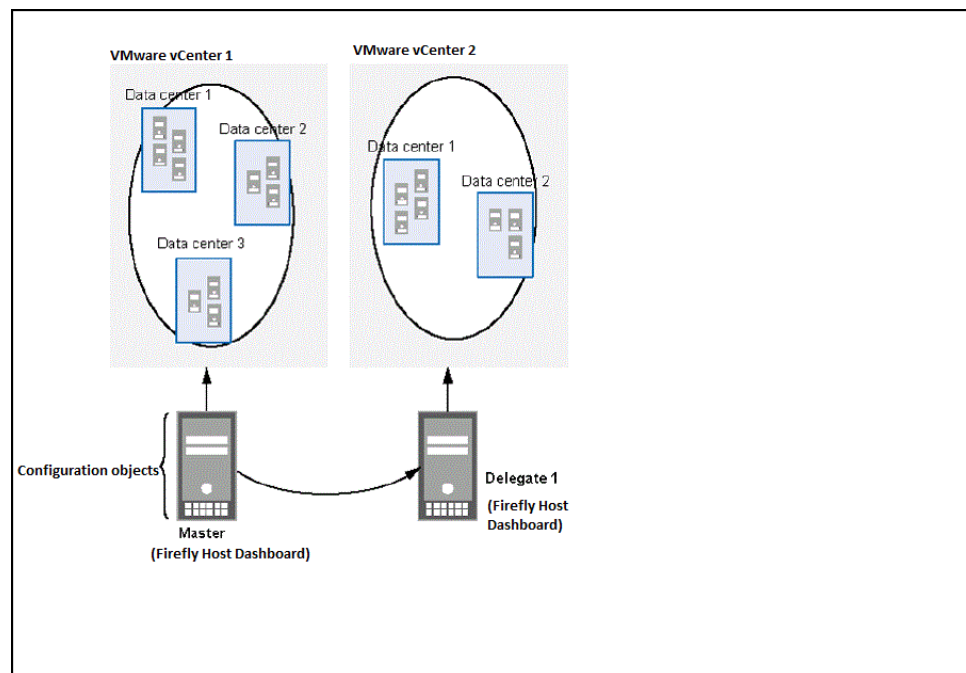 VMware vCenter 1
VMware vCenter 2
Data center 1
Data center 2
Data center 3
Data center 1
Data center 2
Configuration objects
Master
(Firefly Host Dashboard)
Delegate 1
(Firefly Host
Dashboard)